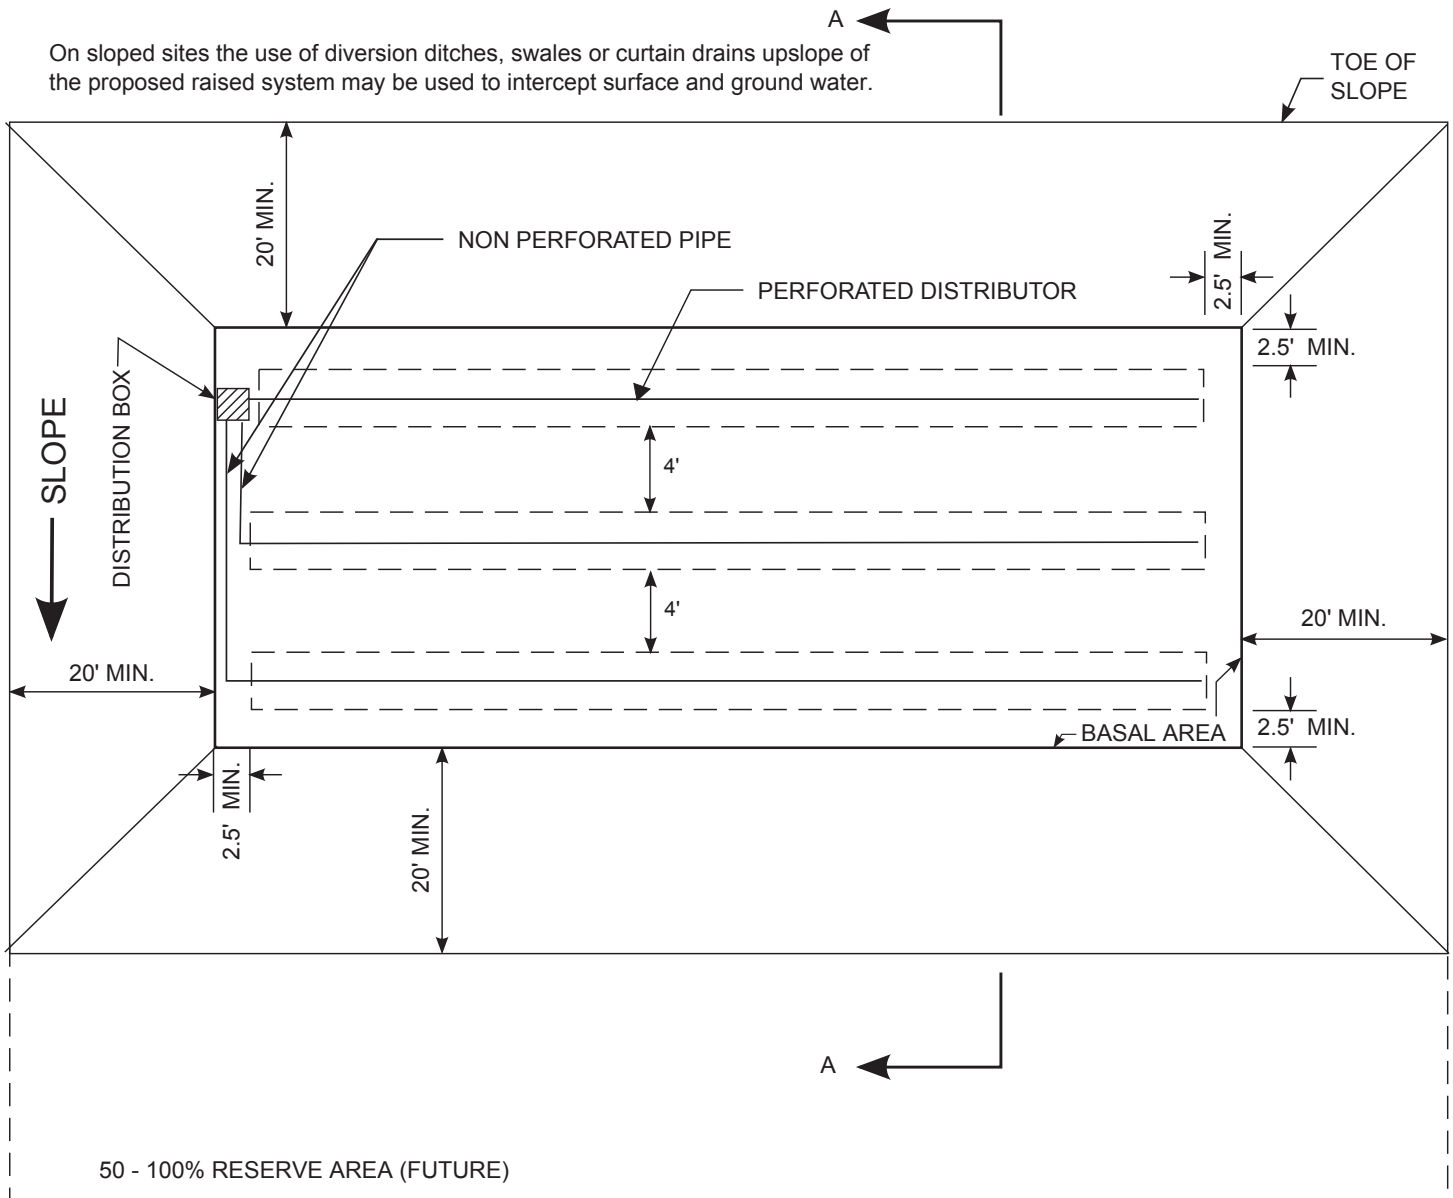 A
On sloped sites the use of diversion ditches, swales or curtain drains upslope of
the proposed raised system may be used to intercept surface and ground water.
TOE OF
SLOPE
20' MIN.
NON PERFORATED PIPE
2.5' MIN.
PERFORATED DISTRIBUTOR
2.5' MIN.
DISTRIBUTION BOX
SLOPE
4'
4'
20' MIN.
20' MIN.
2.5' MIN.
BASAL AREA
2.5' MIN.
20' MIN.
A
50 - 100% RESERVE AREA (FUTURE)